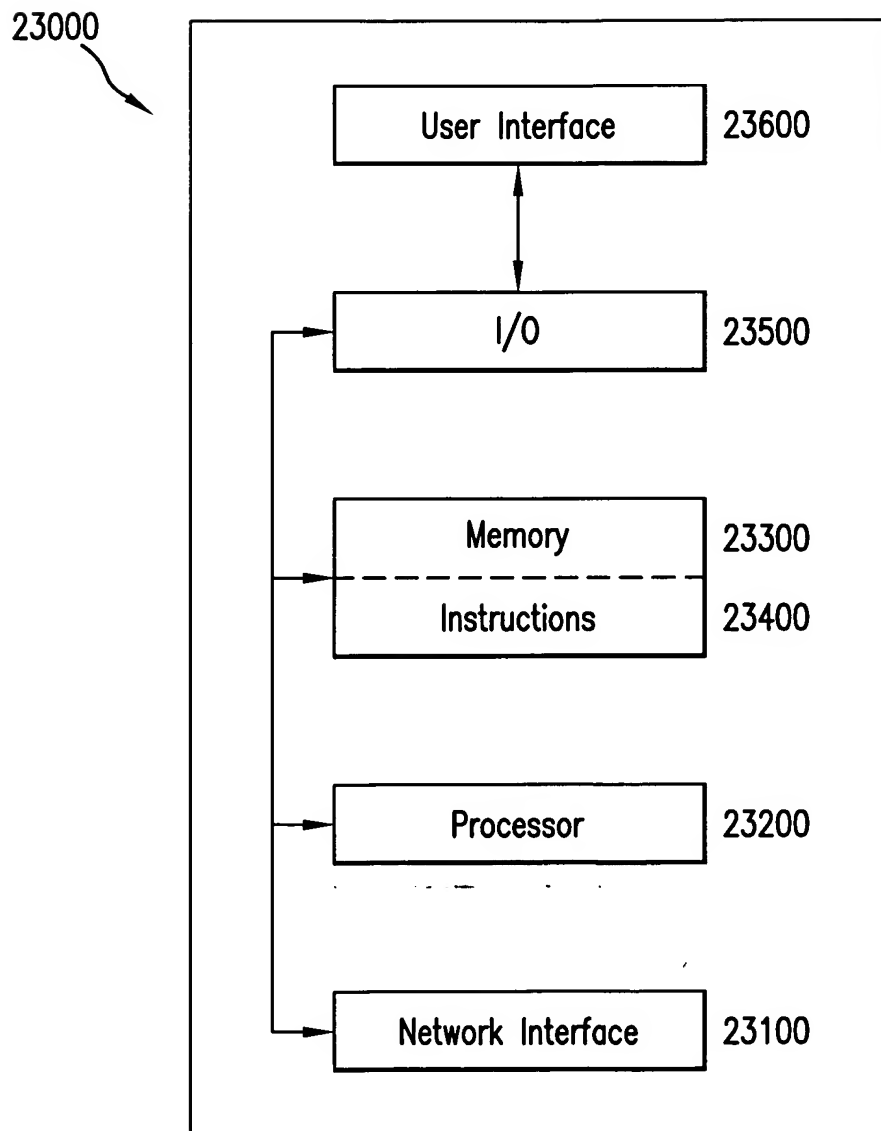 23000
User Interface 23600
I/O 23500
Memory 23300
Instructions 23400
Processor 23200
Network Interface 23100